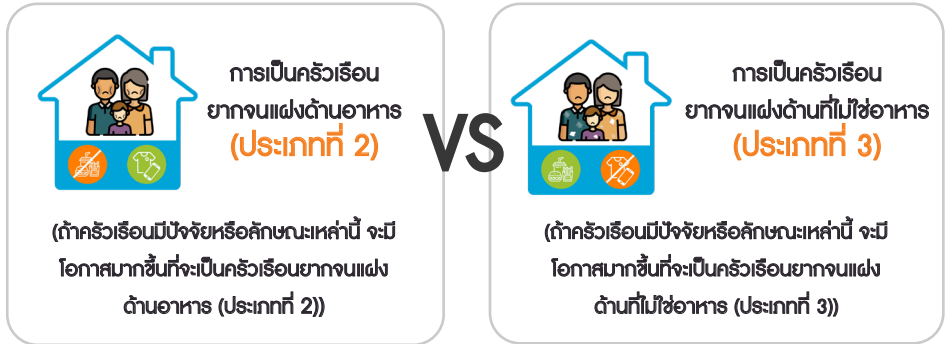 การเป็นครัวเรือน
ยากจนแฝงด้านอาหาร
(ประเภทที่ 2)
(ถ้าครัวเรือนมีปัจจัยหรือลักษณะเหล่านี้ จะมี
โอกาสมากขึ้นที่จะเป็นครัวเรือนยากจนแฝง
ด้านอาหาร (ประเภทที่ 2))
VS
การเป็นครัวเรือน
ยากจนแฝงด้านที่ไม่ใช่อาหาร
(ประเภทที่ 3)
(ถ้าครัวเรือนมีปัจจัยหรือลักษณะเหล่านี้ จะมี
โอกาสมากขึ้นที่จะเป็นครัวเรือนยากจนแฝง
ด้านที่ไม่ใช่อาหาร (ประเภทที่ 3))